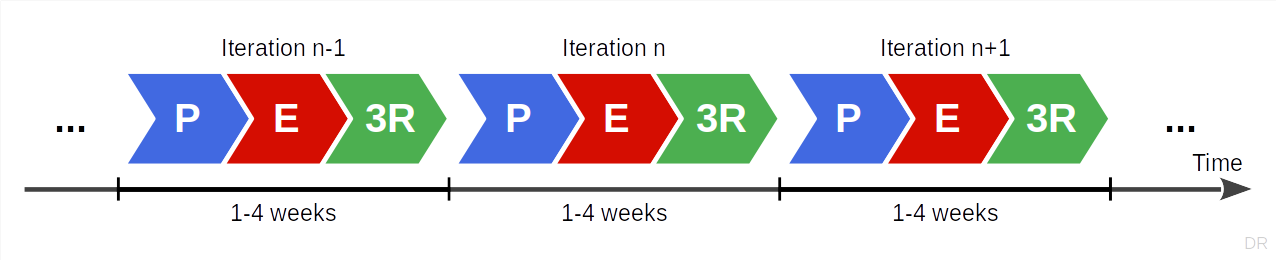 Iteration n-1 Iteration n Iteration n+1
... P E 3R P E 3R P E 3R ...
Time
1-4 weeks 1-4 weeks 1-4 weeks
DR